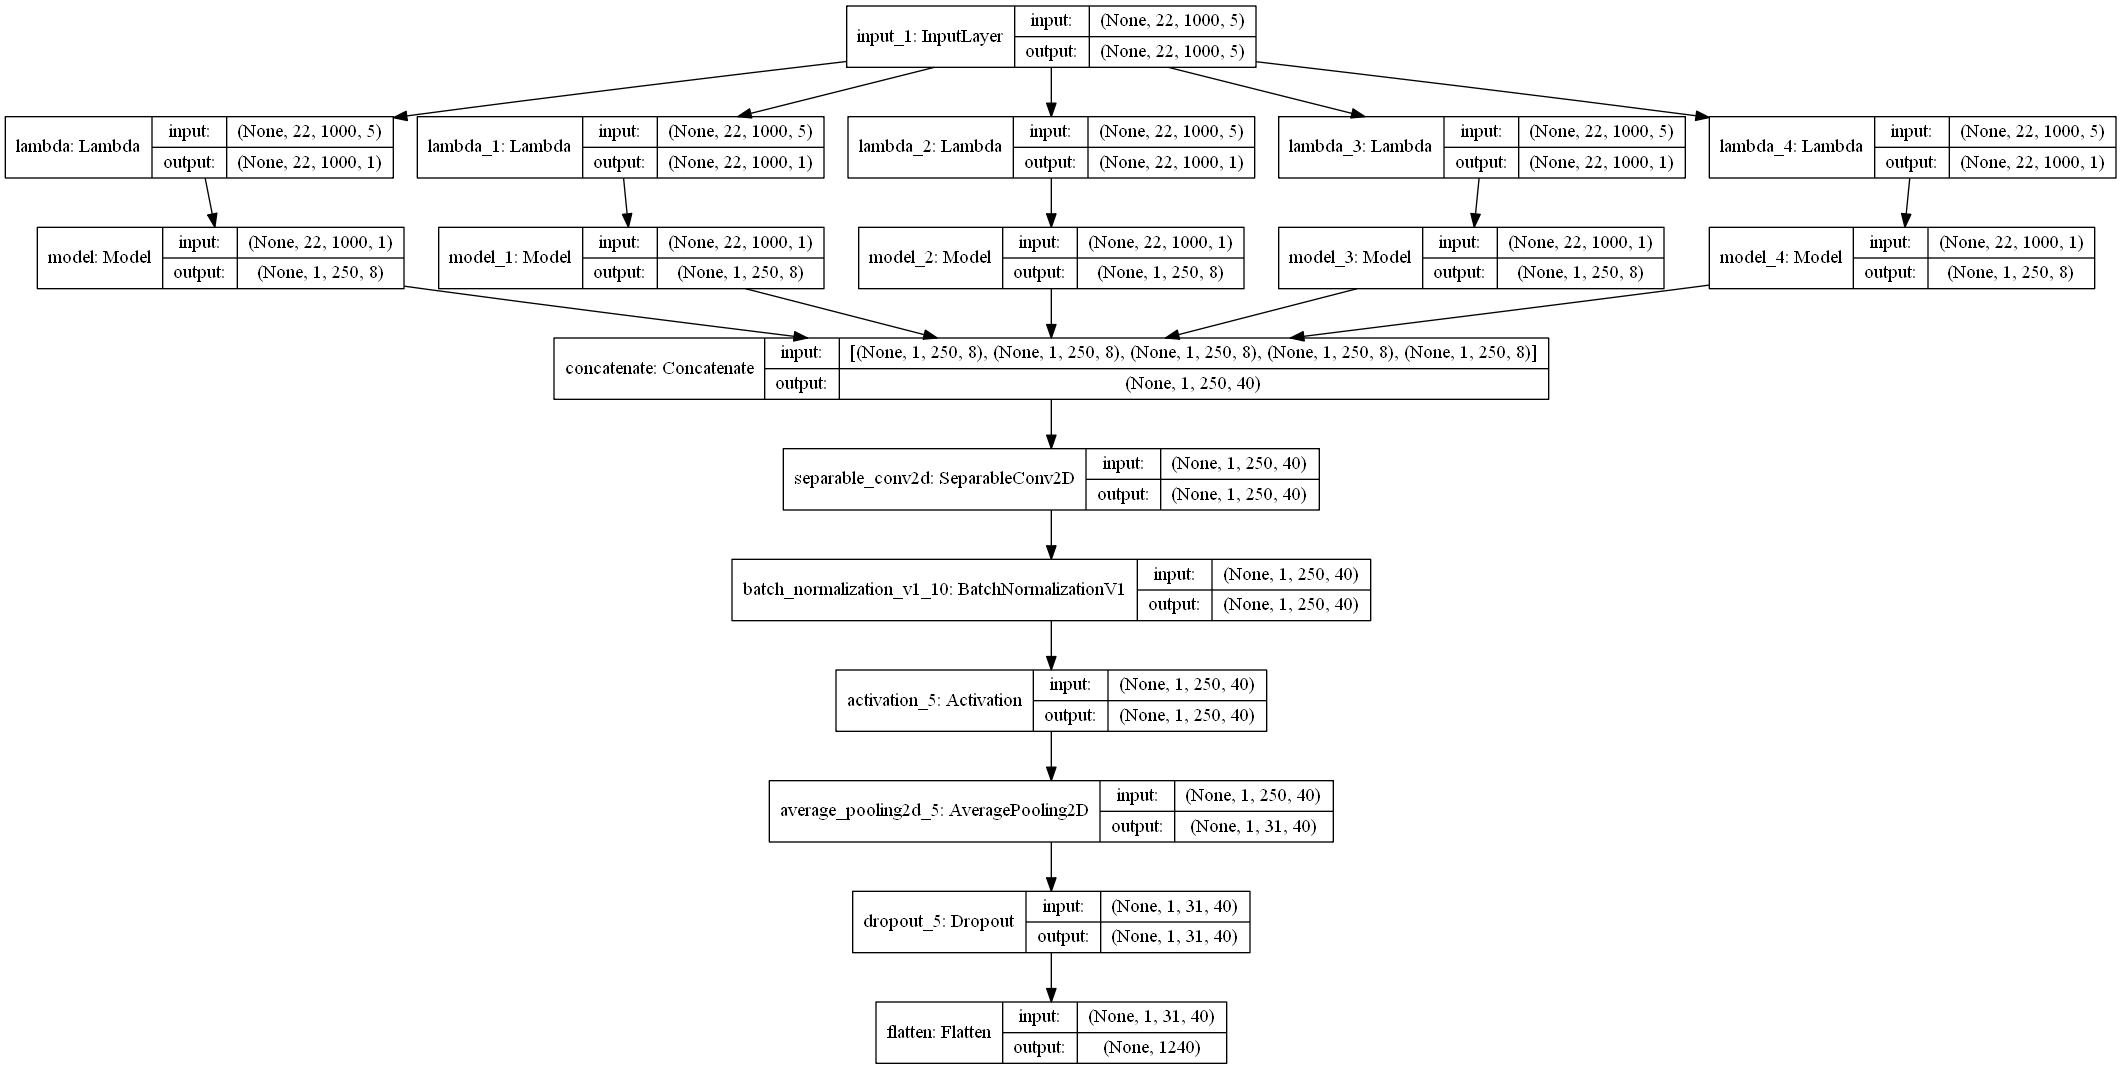 input_1: InputLayer
input: (None, 22, 1000, 5)
output: (None, 22, 1000, 5)
lambda: Lambda
input: (None, 22, 1000, 5)
output: (None, 22, 1000, 1)
lambda_1: Lambda
input: (None, 22, 1000, 5)
output: (None, 22, 1000, 1)
lambda_2: Lambda
input: (None, 22, 1000, 5)
output: (None, 22, 1000, 1)
lambda_3: Lambda
input: (None, 22, 1000, 5)
output: (None, 22, 1000, 1)
lambda_4: Lambda
input: (None, 22, 1000, 5)
output: (None, 22, 1000, 1)
model: Model
input: (None, 22, 1000, 1)
output: (None, 1, 250, 8)
model_1: Model
input: (None, 22, 1000, 1)
output: (None, 1, 250, 8)
model_2: Model
input: (None, 22, 1000, 1)
output: (None, 1, 250, 8)
model_3: Model
input: (None, 22, 1000, 1)
output: (None, 1, 250, 8)
model_4: Model
input: (None, 22, 1000, 1)
output: (None, 1, 250, 8)
concatenate: Concatenate
input: [(None, 1, 250, 8), (None, 1, 250, 8), (None, 1, 250, 8), (None, 1, 250, 8), (None, 1, 250, 8)]
output: (None, 1, 250, 40)
separable_conv2d: SeparableConv2D
input: (None, 1, 250, 40)
output: (None, 1, 250, 40)
batch_normalization_v1_10: BatchNormalizationV1
input: (None, 1, 250, 40)
output: (None, 1, 250, 40)
activation_5: Activation
input: (None, 1, 250, 40)
output: (None, 1, 250, 40)
average_pooling2d_5: AveragePooling2D
input: (None, 1, 250, 40)
output: (None, 1, 31, 40)
dropout_5: Dropout
input: (None, 1, 31, 40)
output: (None, 1, 31, 40)
flatten: Flatten
input: (None, 1, 31, 40)
output: (None, 1240)